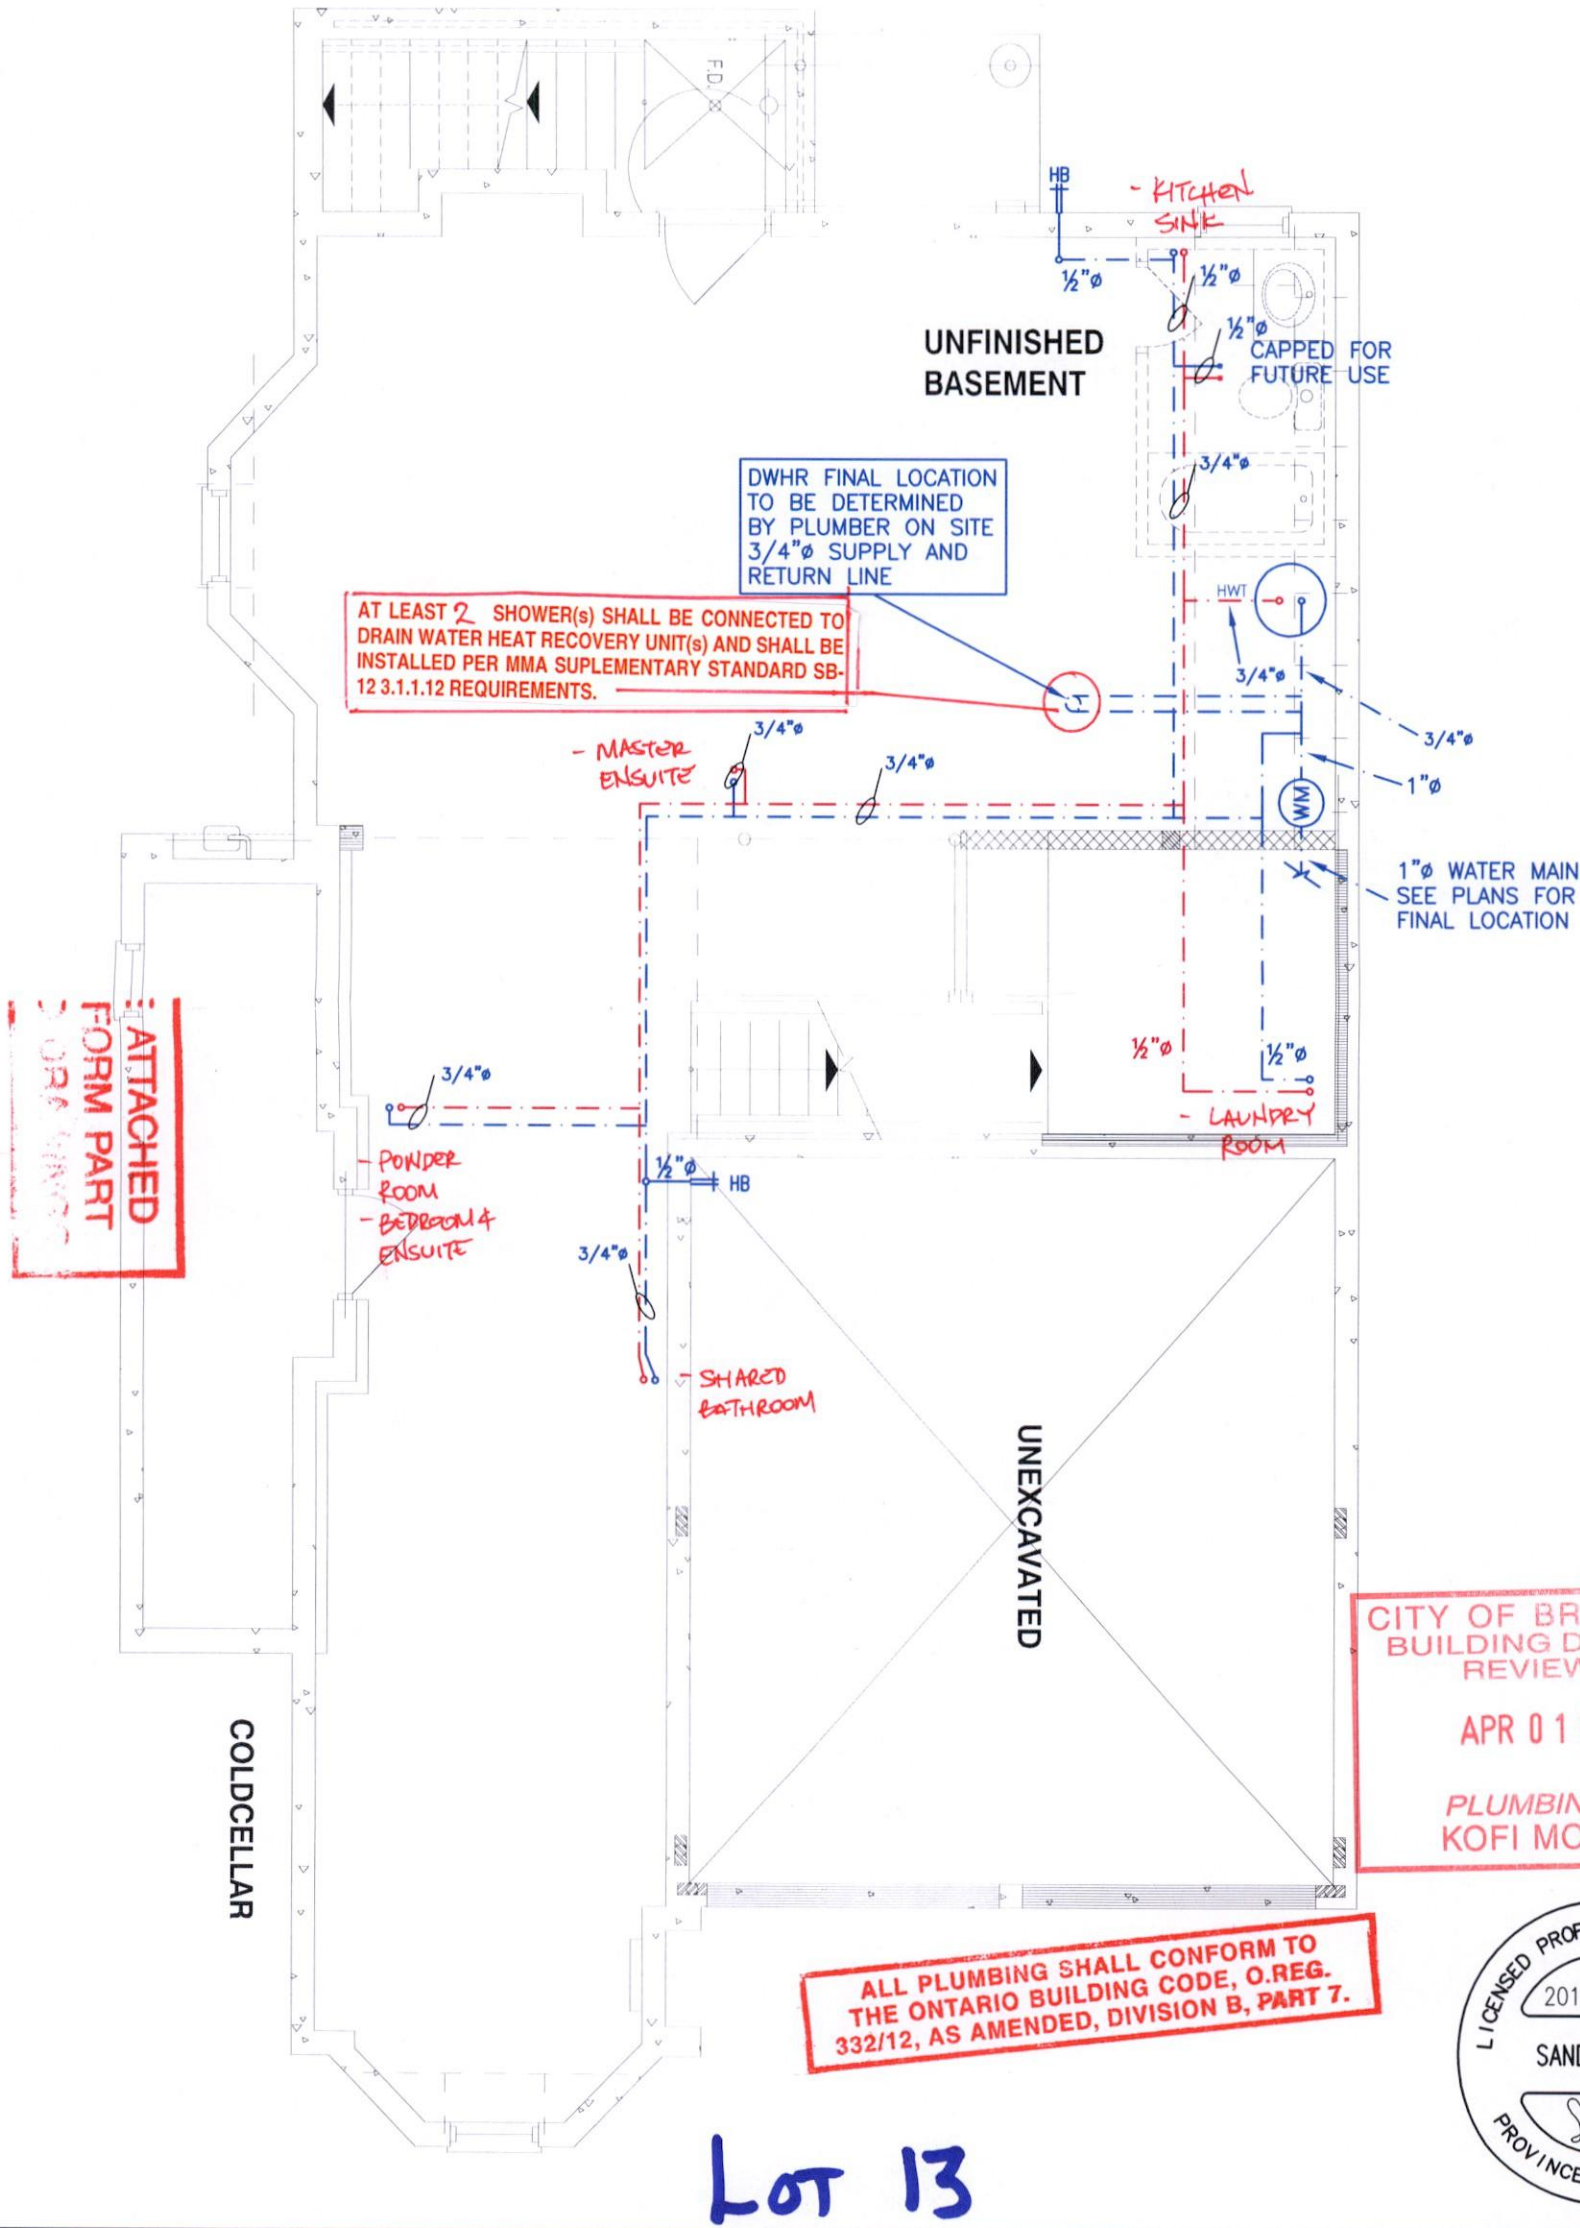 F.D.
HB
- KITCHEN
SINK
½"ø
½"ø
½"ø
CAPPED FOR
FUTURE USE
UNFINISHED
BASEMENT
3/4"ø
DWHR FINAL LOCATION
TO BE DETERMINED
BY PLUMBER ON SITE
3/4"ø SUPPLY AND
RETURN LINE
HWT
3/4"ø
AT LEAST 2 SHOWER(s) SHALL BE CONNECTED TO
DRAIN WATER HEAT RECOVERY UNIT(s) AND SHALL BE
INSTALLED PER MMA SUPLEMENTARY STANDARD SB-
12 3.1.1.12 REQUIREMENTS.
- MASTER
ENSUITE
3/4"ø
3/4"ø
3/4"ø
1"ø
WM
1"ø WATER MAIN
SEE PLANS FOR
FINAL LOCATION
ATTACHED
FORM PART
3/4"ø
½"ø
½"ø
- LAUNDRY
ROOM
- POWDER
ROOM
- BEDROOM 4
ENSUITE
½"ø
HB
3/4"ø
- SHARED
BATHROOM
UNEXCAVATED
COLDCELLAR
CITY OF BR
BUILDING D
REVIEW
APR 01
PLUMBIN
KOFI MO
ALL PLUMBING SHALL CONFORM TO
THE ONTARIO BUILDING CODE, O.REG.
332/12, AS AMENDED, DIVISION B, PART 7.
LICENSED PROF
201
SAND
PROVINCE
LOT 13